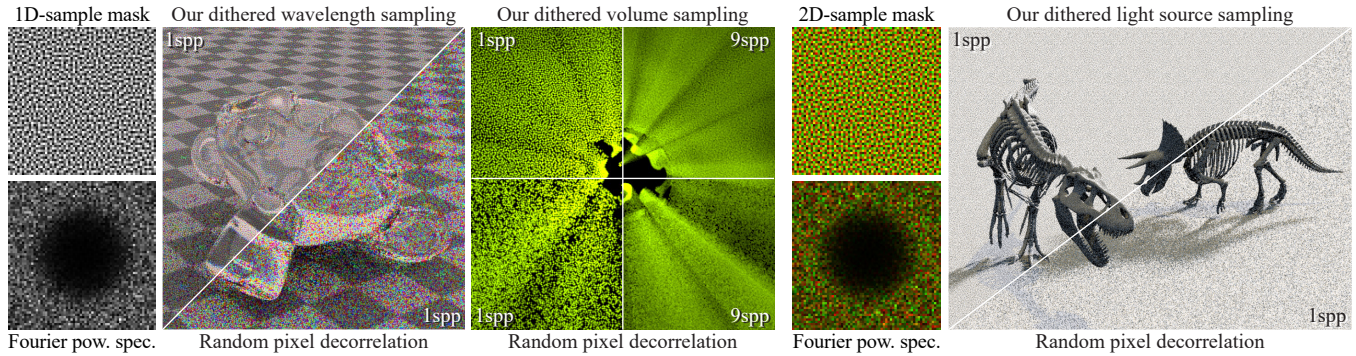 1D-sample mask
Our dithered wavelength sampling
Our dithered volume sampling
2D-sample mask
Our dithered light source sampling
1spp
1spp
9spp
1spp
1spp
1spp
9spp
1spp
Fourier pow. spec.
Random pixel decorrelation
Random pixel decorrelation
Fourier pow. spec.
Random pixel decorrelation